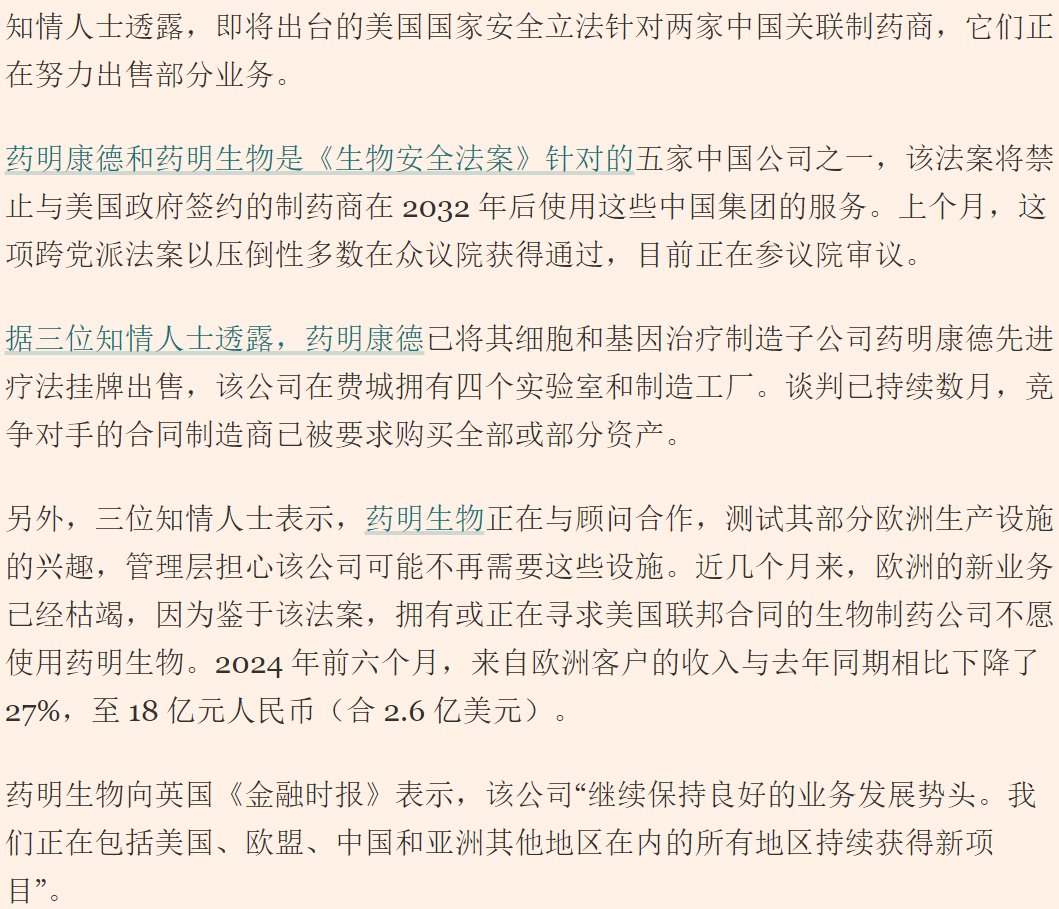 知情人士透露，即将出台的美国国家安全立法针对两家中国关联制药商，它们正
在努力出售部分业务。
药明康德和药明生物是《生物安全法案》针对的五家中国公司之一，该法案将禁
止与美国政府签约的制药商在 2032 年后使用这些中国集团的服务。上个月，这
项跨党派法案以压倒性多数在众议院获得通过，目前正在参议院审议。
据三位知情人士透露，药明康德已将其细胞和基因治疗制造子公司药明康德先进
疗法挂牌出售，该公司在费城拥有四个实验室和制造工厂。谈判已持续数月，竞
争对手的合同制造商已被要求购买全部或部分资产。
另外，三位知情人士表示，药明生物正在与顾问合作，测试其部分欧洲生产设施
的兴趣，管理层担心该公司可能不再需要这些设施。近几个月来，欧洲的新业务
已经枯竭，因为鉴于该法案，拥有或正在寻求美国联邦合同的生物制药公司不愿
使用药明生物。2024 年前六个月，来自欧洲客户的收入与去年同期相比下降了
27%，至 18 亿元人民币（合 2.6 亿美元）。
药明生物向英国《金融时报》表示，该公司“继续保持良好的业务发展势头。我
们正在包括美国、欧盟、中国和亚洲其他地区在内的所有地区持续获得新项
目”。